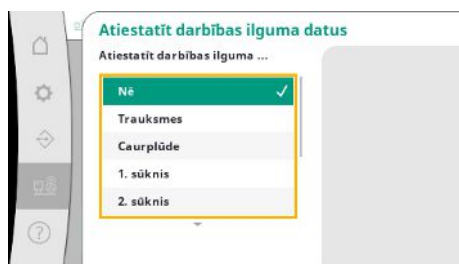 Atiestatīt darbības ilguma datus
Atiestatīt darbības ilguma ...
Nē
Trauksmes
Caurplūde
1. sūknis
2. sūknis